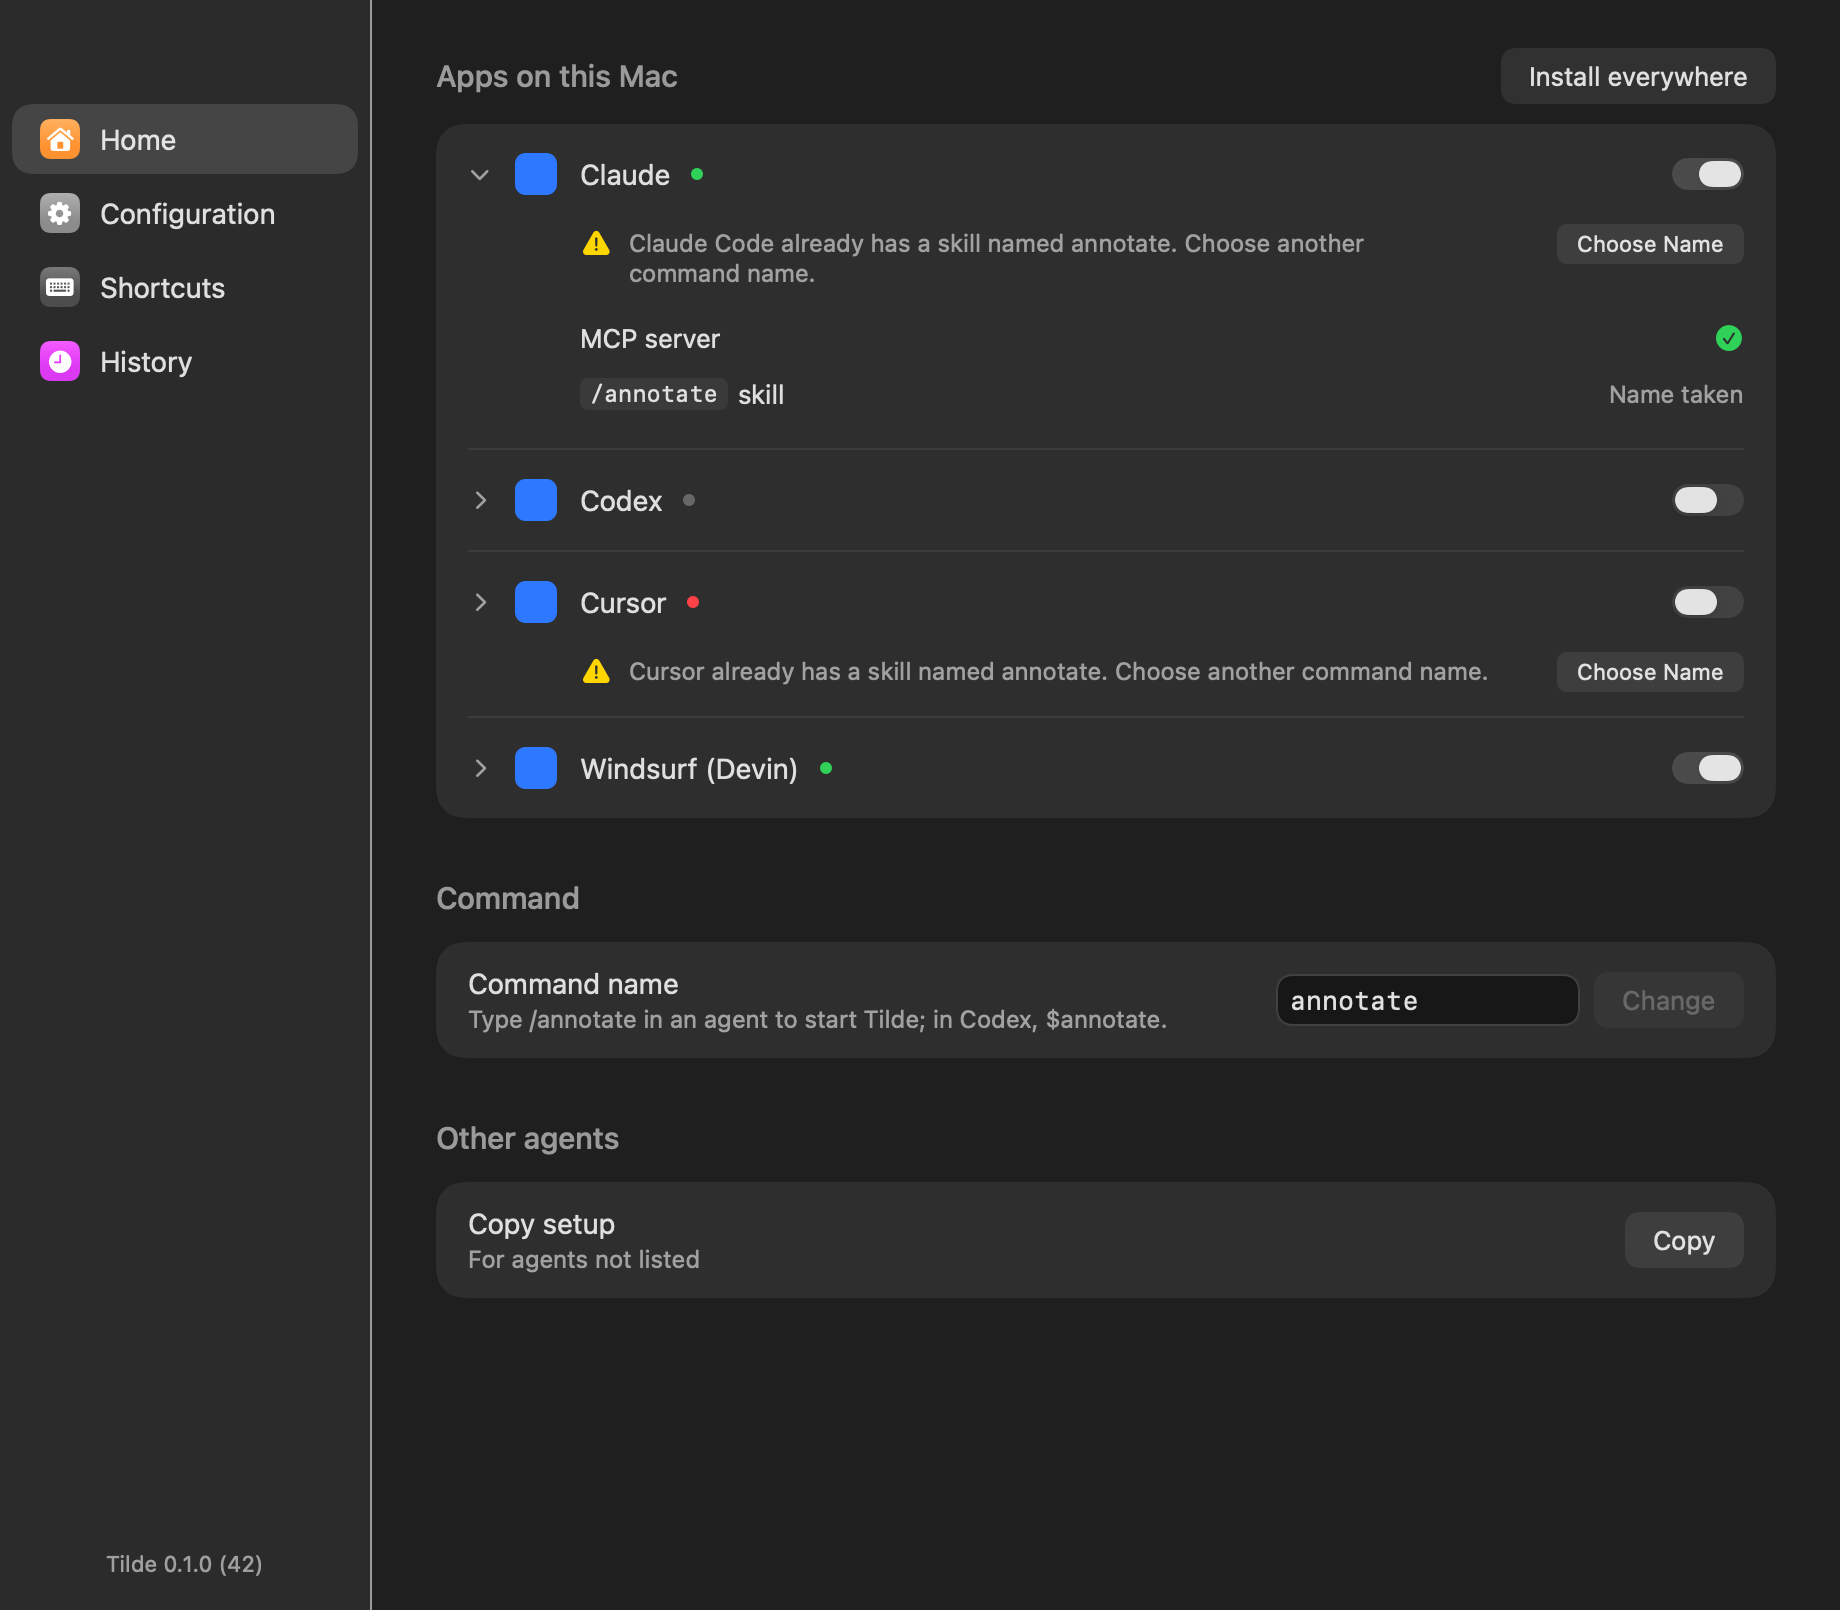 Home
Configuration
Shortcuts
History
Tilde 0.1.0 (42)
Apps on this Mac
Install everywhere
Claude
Claude Code already has a skill named annotate. Choose another
command name.
Choose Name
MCP server
/annotate skill
Name taken
Codex
Cursor
Cursor already has a skill named annotate. Choose another command name.
Choose Name
Windsurf (Devin)
Command
Command name
Type /annotate in an agent to start Tilde; in Codex, $annotate.
annotate
Change
Other agents
Copy setup
For agents not listed
Copy